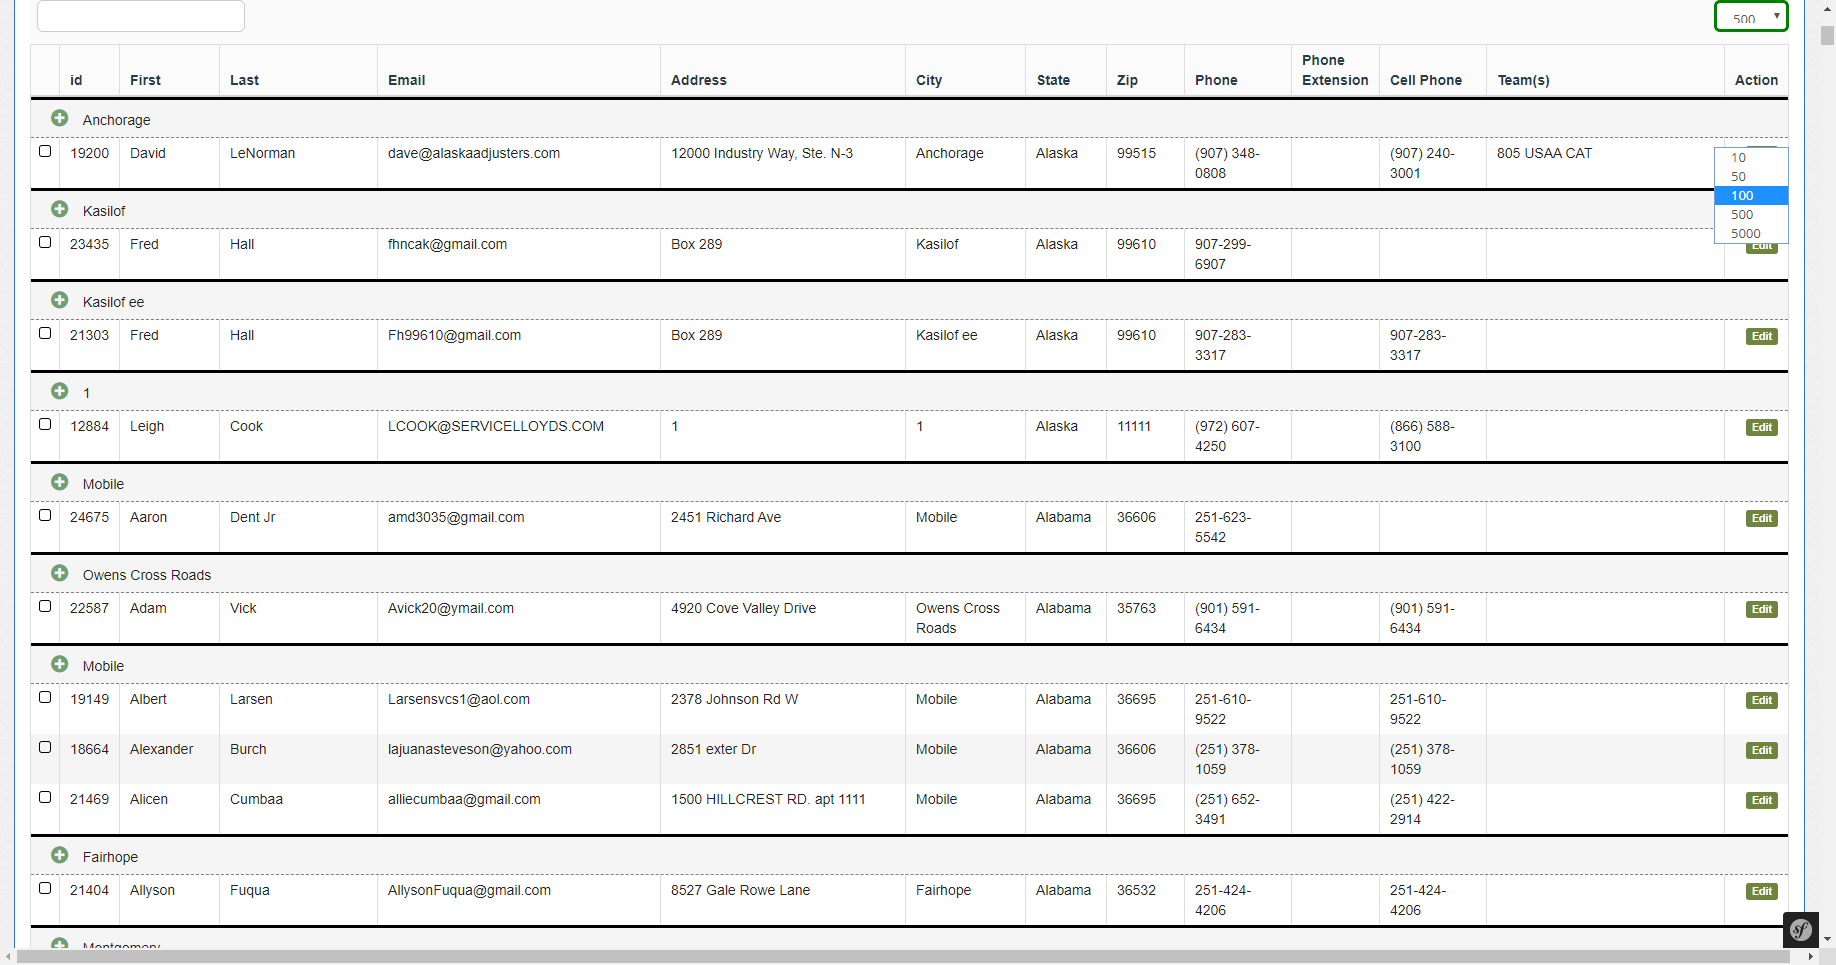 500
id First Last Email Address City State Zip Phone Phone Extension Cell Phone Team(s) Action
Anchorage
19200 David LeNorman dave@alaskaadjusters.com 12000 Industry Way, Ste. N-3 Anchorage Alaska 99515 (907) 348-0808 (907) 240-3001 805 USAA CAT
10
50
100
500
5000
Kasilof
23435 Fred Hall fhncak@gmail.com Box 289 Kasilof Alaska 99610 907-299-6907 Edit
Kasilof ee
21303 Fred Hall Fh99610@gmail.com Box 289 Kasilof ee Alaska 99610 907-283-3317 907-283-3317 Edit
1
12884 Leigh Cook LCOOK@SERVICELLOYDS.COM 1 1 Alaska 11111 (972) 607-4250 (866) 588-3100 Edit
Mobile
24675 Aaron Dent Jr amd3035@gmail.com 2451 Richard Ave Mobile Alabama 36606 251-623-5542 Edit
Owens Cross Roads
22587 Adam Vick Avick20@ymail.com 4920 Cove Valley Drive Owens Cross Roads Alabama 35763 (901) 591-6434 (901) 591-6434 Edit
Mobile
19149 Albert Larsen Larsensvcs1@aol.com 2378 Johnson Rd W Mobile Alabama 36695 251-610-9522 251-610-9522 Edit
18664 Alexander Burch lajuanasteveson@yahoo.com 2851 exter Dr Mobile Alabama 36606 (251) 378-1059 (251) 378-1059 Edit
21469 Alicen Cumbaa alliecumbaa@gmail.com 1500 HILLCREST RD. apt 1111 Mobile Alabama 36695 (251) 652-3491 (251) 422-2914 Edit
Fairhope
21404 Allyson Fuqua AllysonFuqua@gmail.com 8527 Gale Rowe Lane Fairhope Alabama 36532 251-424-4206 251-424-4206 Edit
Montgomery
sf